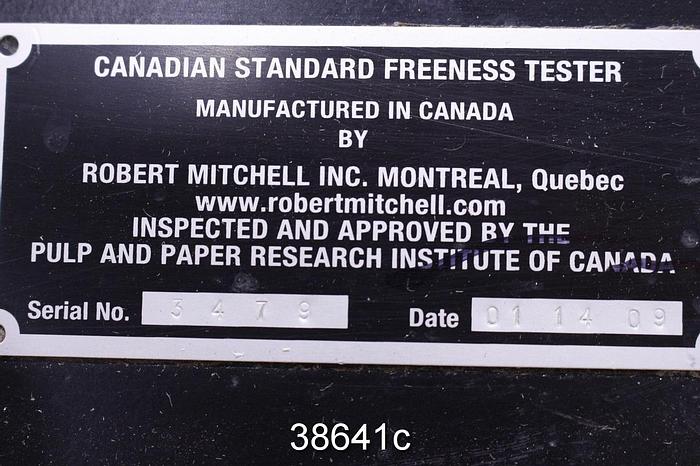 CANADIAN STANDARD FREENESS TESTER
MANUFACTURED IN CANADA
BY
ROBERT MITCHELL INC. MONTREAL, Quebec
www.robertmitchell.com
INSPECTED AND APPROVED BY THE
PULP AND PAPER RESEARCH INSTITUTE OF CANADA
Serial No. 3479 Date 01 14 09
38641c